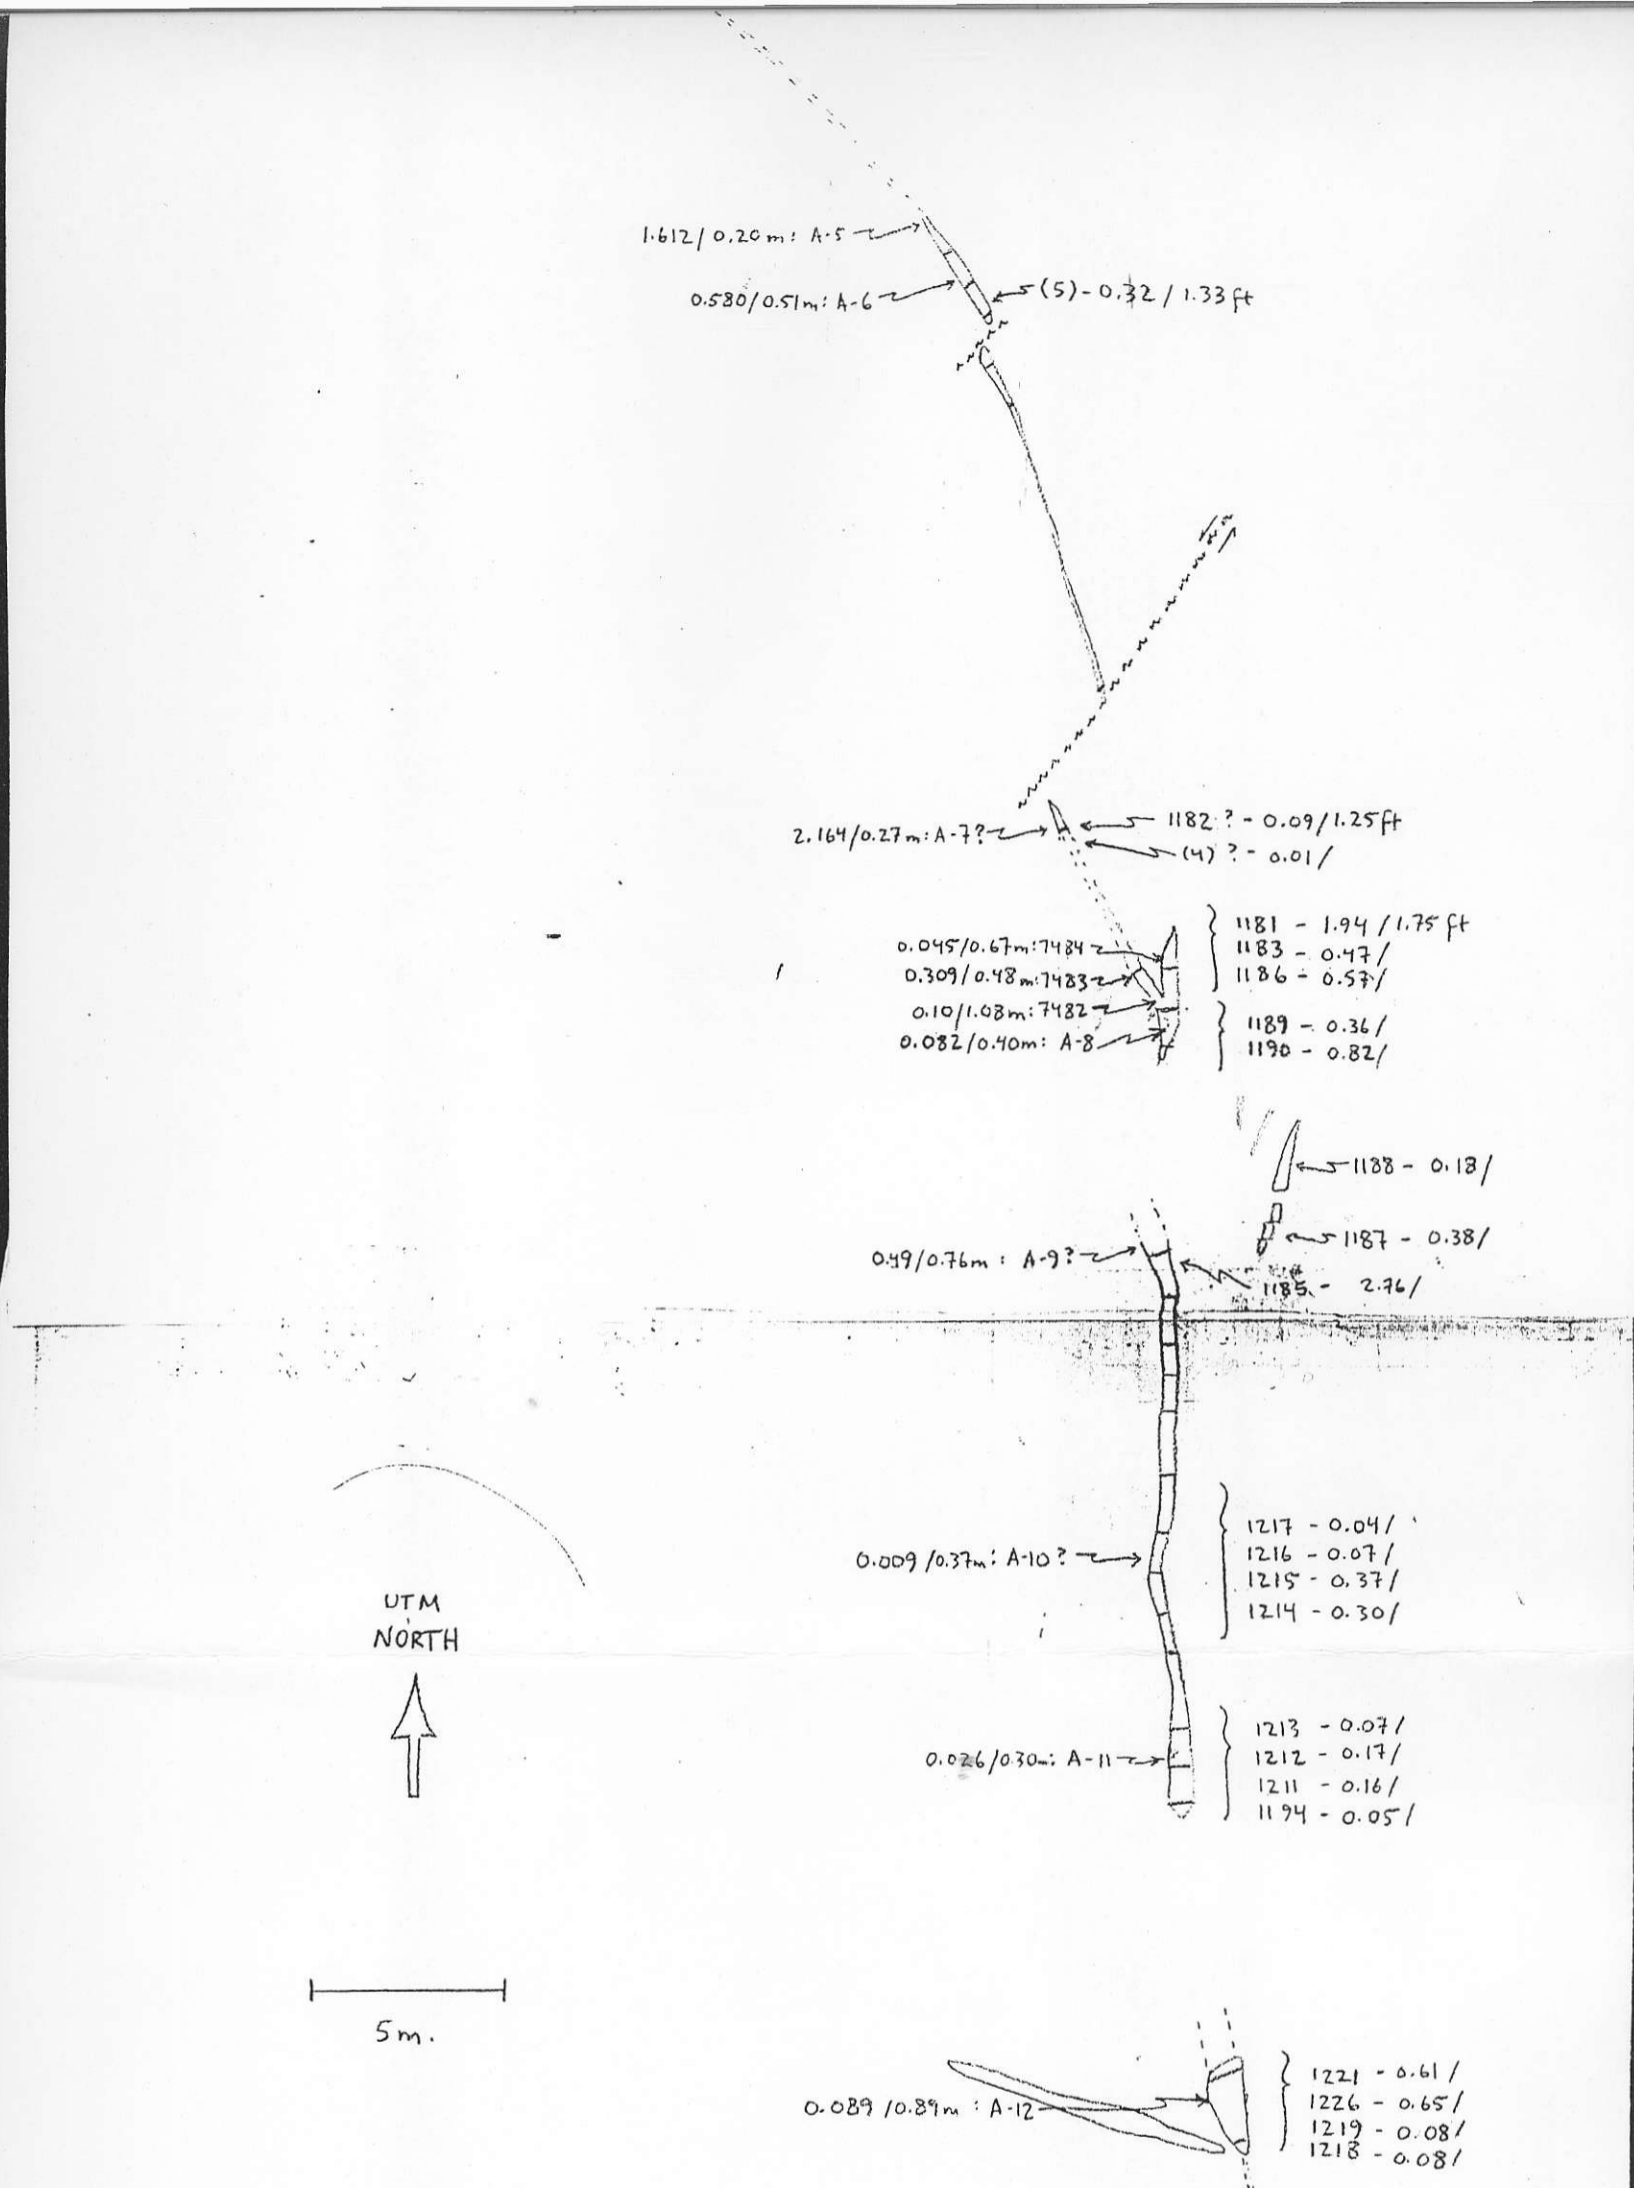 1.612/0.20m: A-5
0.580/0.51m: A-6
(5)-0.32/1.33ft
2.164/0.27m: A-7?
1182? - 0.09/1.25ft
(4)? - 0.01/
0.045/0.67m:7484
0.309/0.48m:7483
0.10/1.08m:7482
0.082/0.40m: A-8
1181 - 1.94/1.75ft
1183 - 0.47/
1186 - 0.57/
1189 - 0.36/
1190 - 0.82/
1188 - 0.18/
1187 - 0.38/
0.49/0.76m: A-9?
1185 - 2.76/
0.009/0.37m: A-10?
1217 - 0.04/
1216 - 0.07/
1215 - 0.37/
1214 - 0.30/
UTM
NORTH
0.026/0.30m: A-11
1213 - 0.07/
1212 - 0.17/
1211 - 0.16/
1194 - 0.05/
5m.
0.089/0.89m: A-12
1221 - 0.61/
1226 - 0.65/
1219 - 0.08/
1218 - 0.08/